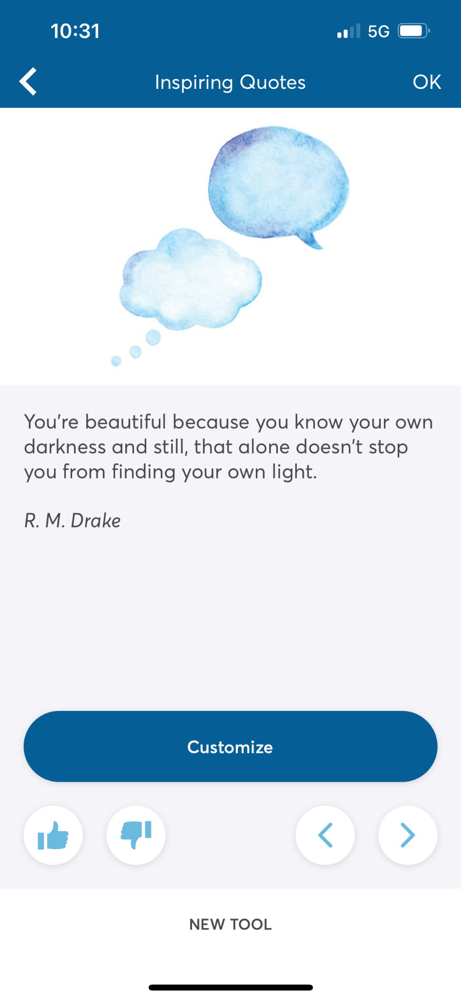 10:31
5G
Inspiring Quotes
OK
You're beautiful because you know your own
darkness and still, that alone doesn't stop
you from finding your own light.
R. M. Drake
Customize
NEW TOOL